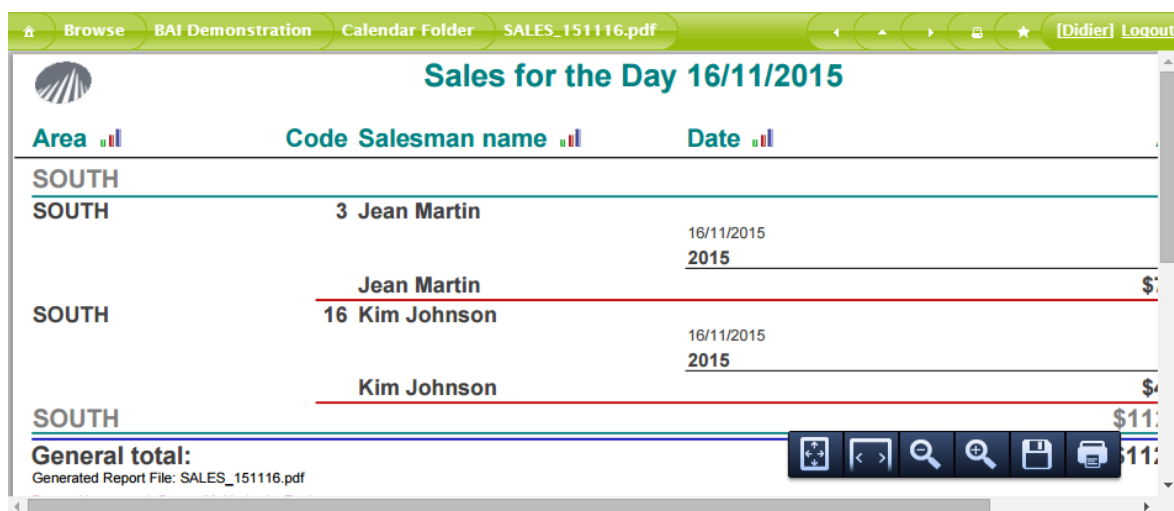 Browse BAI Demonstration Calendar Folder SALES_151116.pdf [Didier] Logout
Sales for the Day 16/11/2015
Area Code Salesman name Date
SOUTH
SOUTH 3 Jean Martin
16/11/2015
2015
Jean Martin
SOUTH 16 Kim Johnson
16/11/2015
2015
Kim Johnson
SOUTH
General total:
Generated Report File: SALES_151116.pdf